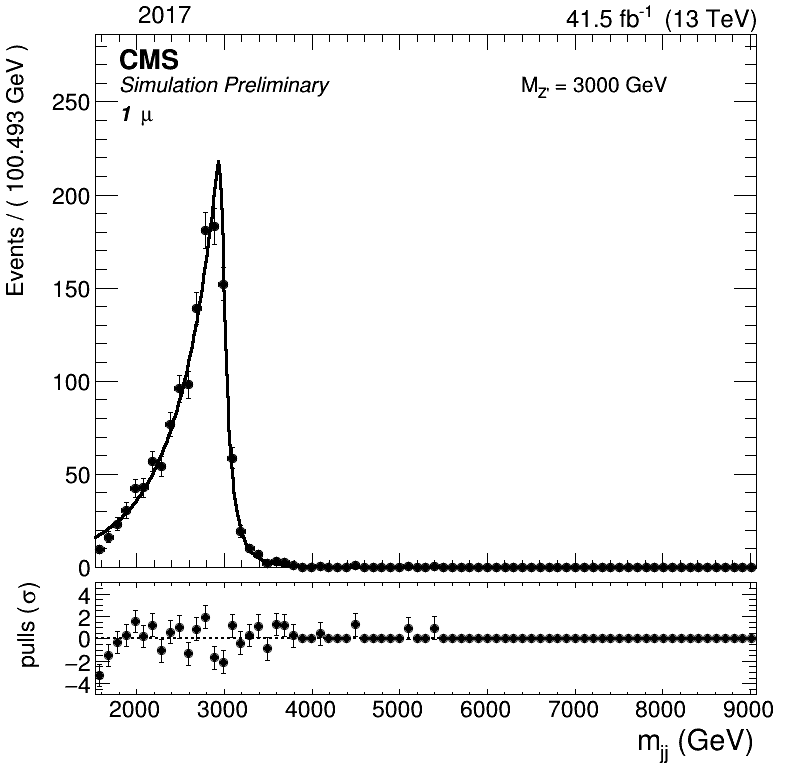 2017
41.5 fb⁻¹ (13 TeV)
CMS
Simulation Preliminary
M_Z' = 3000 GeV
1 μ
Events / ( 100.493 GeV )
250
200
150
100
50
0
pulls (σ)
4
2
0
−2
−4
2000 3000 4000 5000 6000 7000 8000 9000
m_jj (GeV)